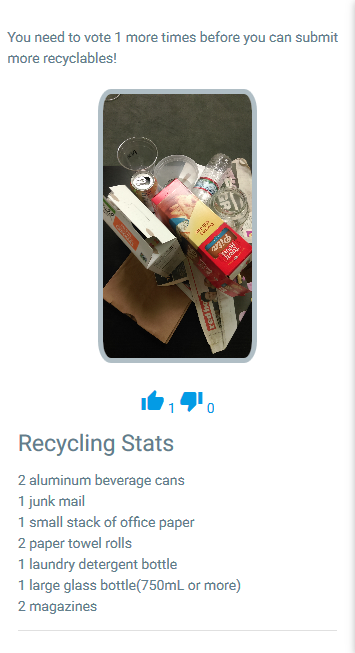 You need to vote 1 more times before you can submit
more recyclables!
1 0
Recycling Stats
2 aluminum beverage cans
1 junk mail
1 small stack of office paper
2 paper towel rolls
1 laundry detergent bottle
1 large glass bottle(750mL or more)
2 magazines